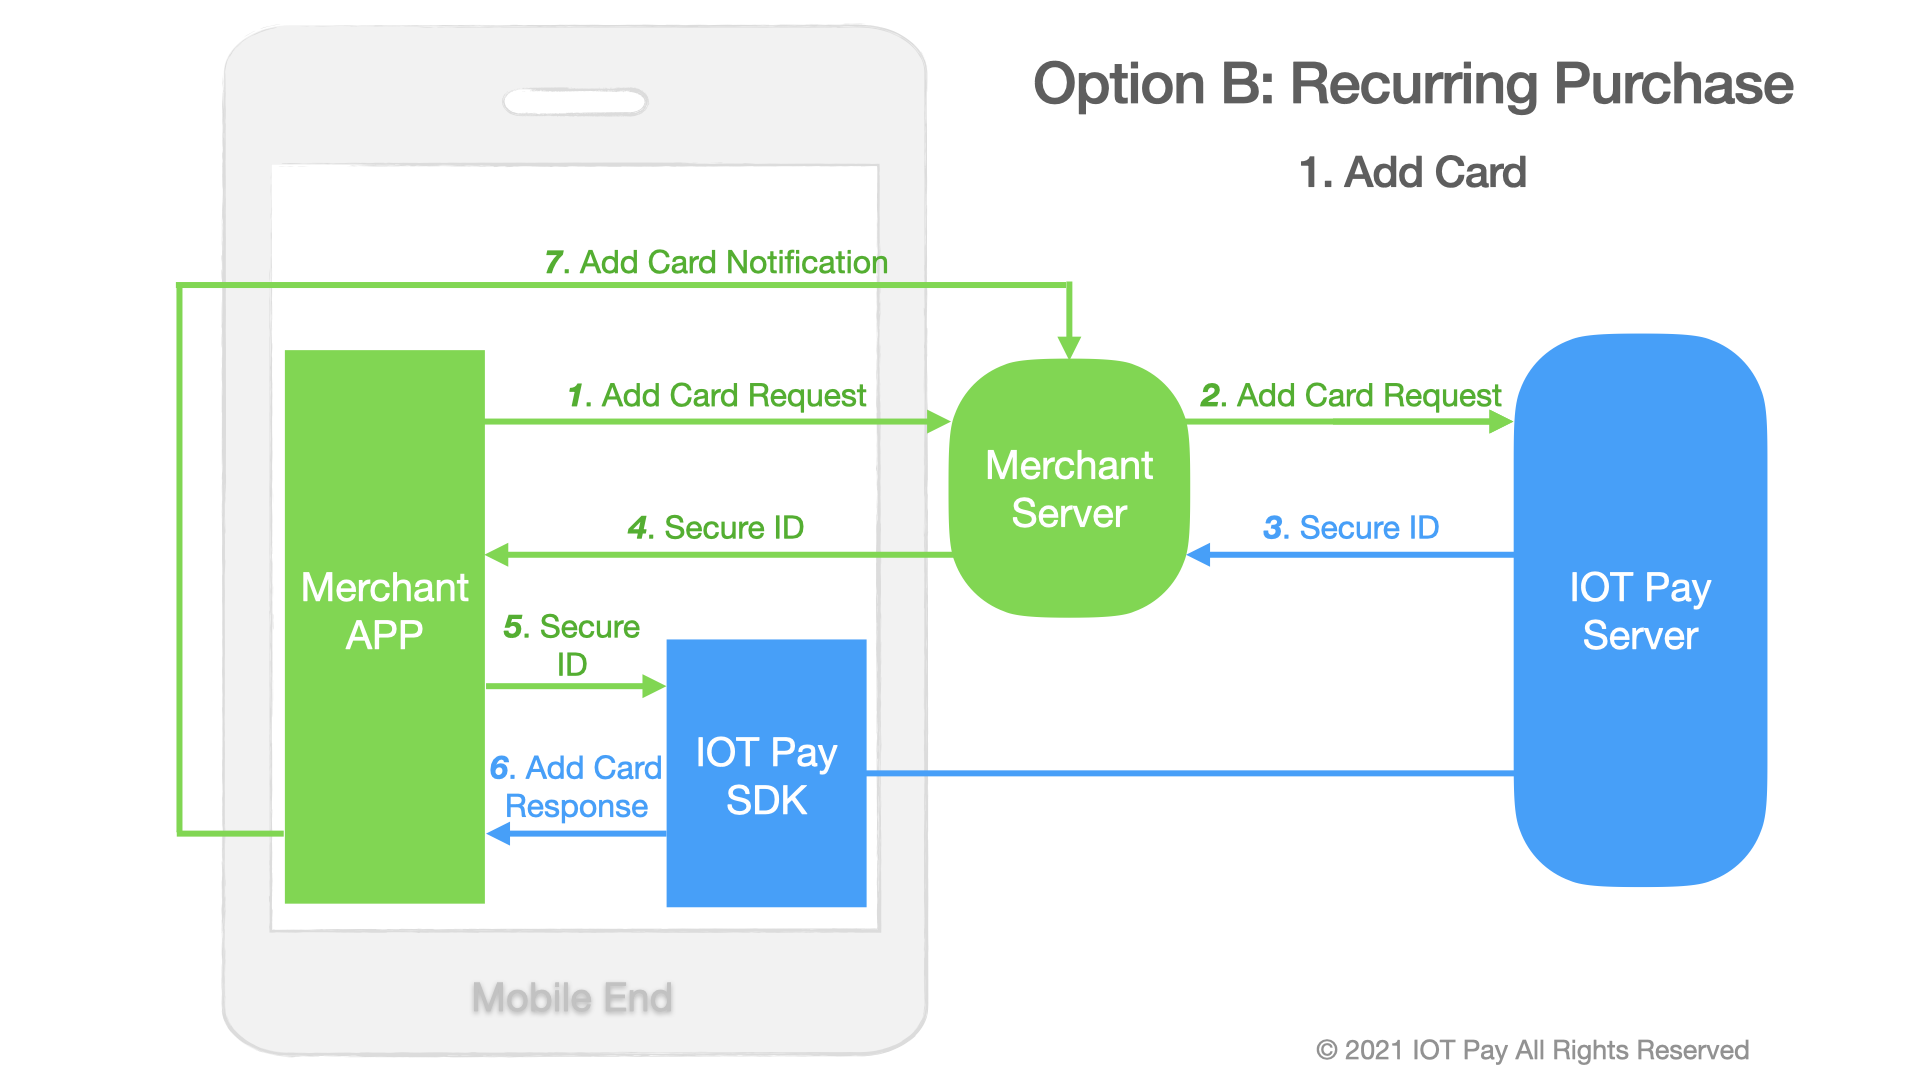 Option B: Recurring Purchase
1. Add Card
7. Add Card Notification
1. Add Card Request
2. Add Card Request
Merchant
Server
4. Secure ID
3. Secure ID
Merchant
APP
IOT Pay
Server
5. Secure
ID
IOT Pay
SDK
6. Add Card
Response
Mobile End
© 2021 IOT Pay All Rights Reserved